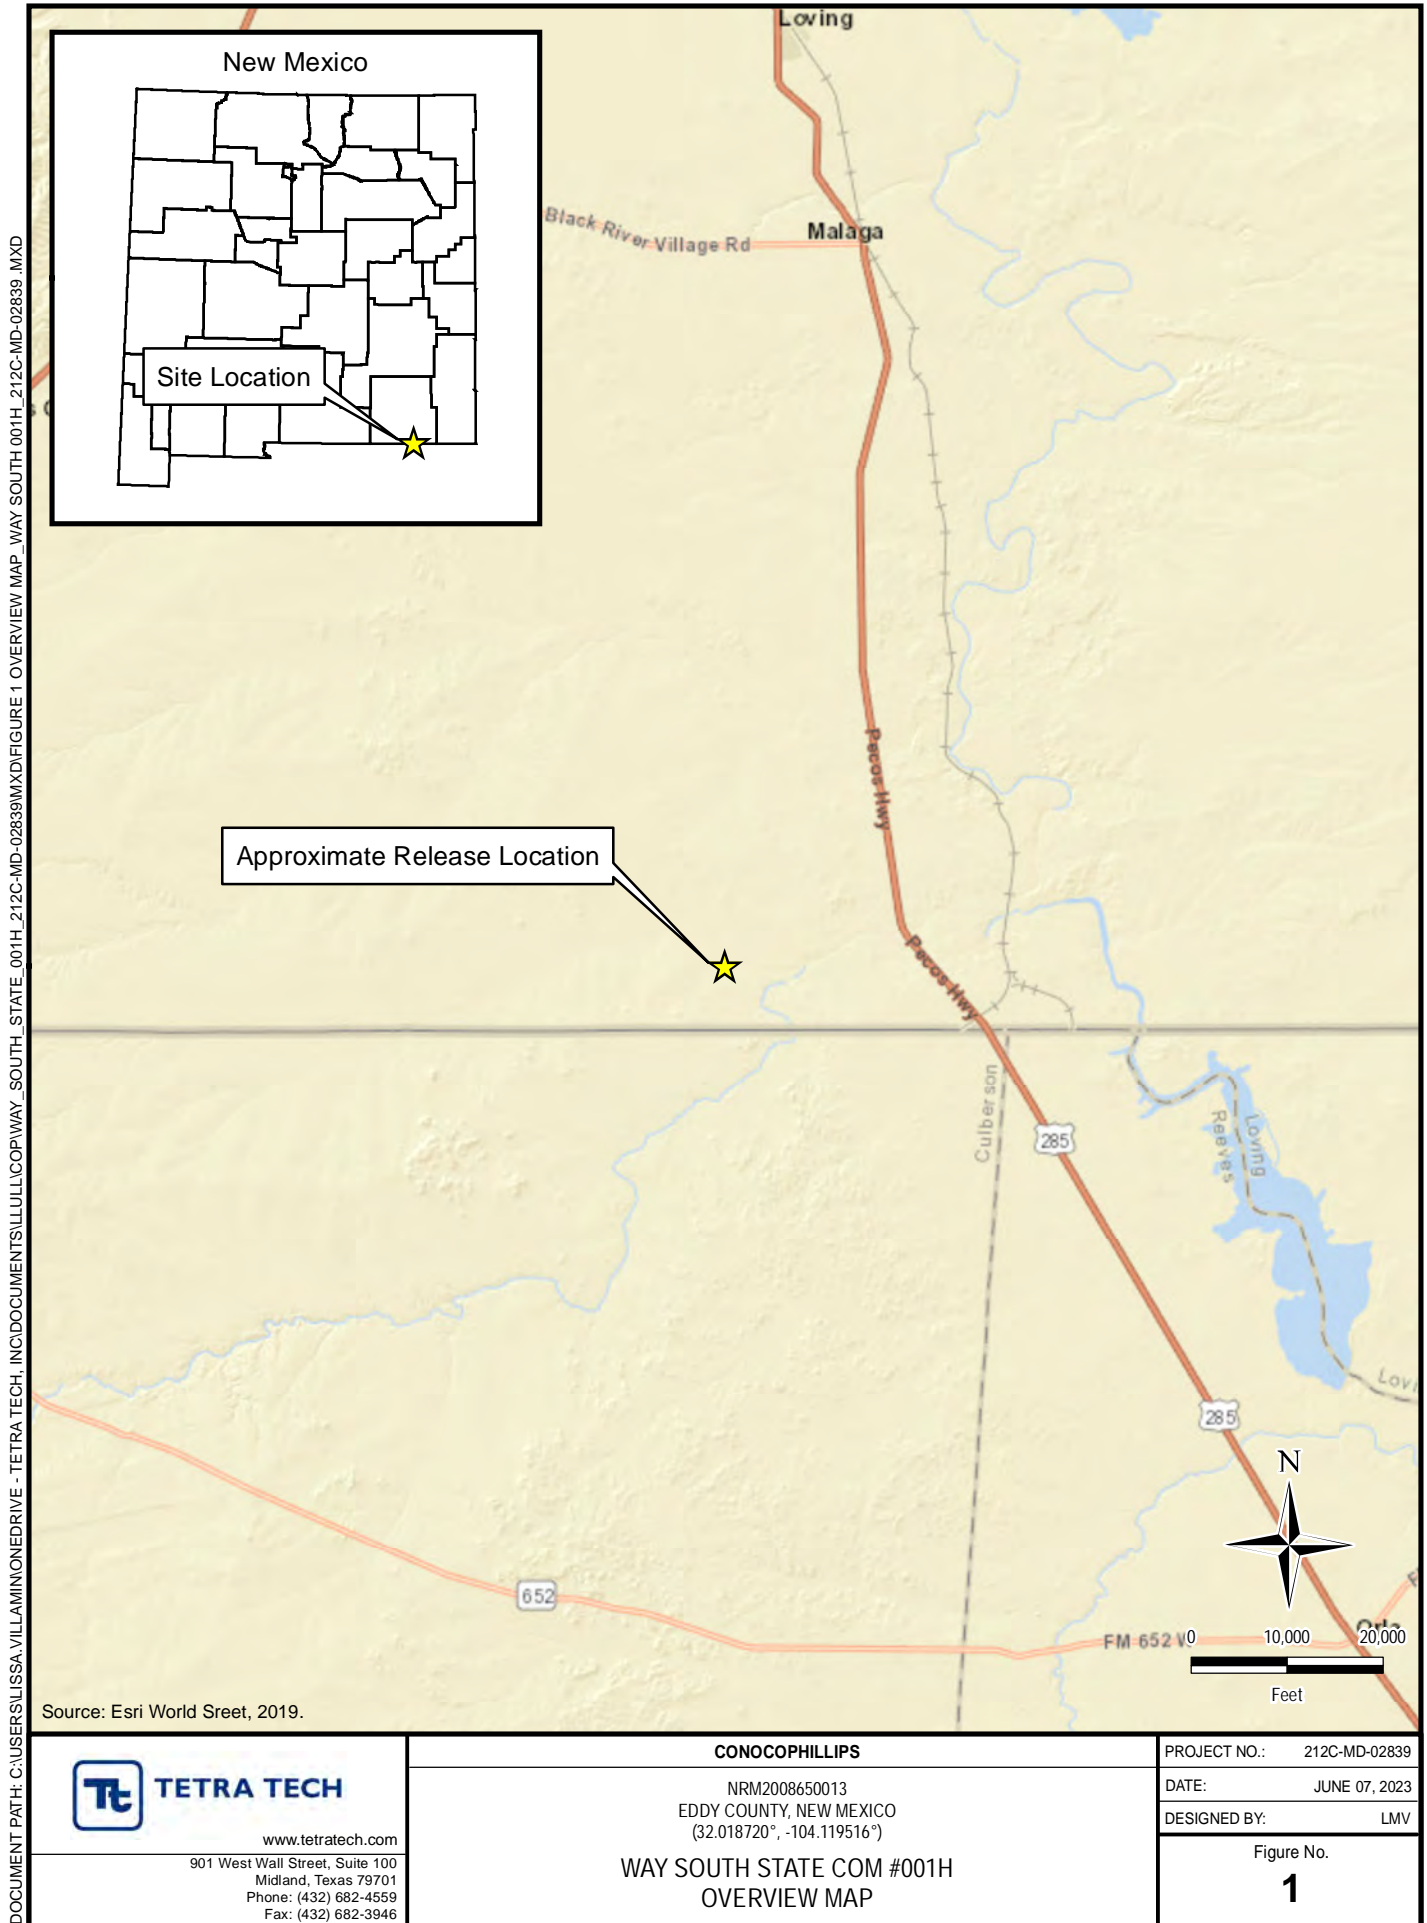 Loving
New Mexico
Site Location
Black River Village Rd
Malaga
Pecos Hwy
Approximate Release Location
Pecos Hwy
Culberson
285
Loving
Reeves
285
N
652
FM 652 W
0 10,000 20,000
Feet
Source: Esri World Sreet, 2019.
DOCUMENT PATH: C:\USERS\LISSA.VILLAMIN\ONEDRIVE - TETRA TECH, INC\DOCUMENTS\LLULL\COP\WAY_SOUTH_STATE_001H_212C-MD-02839\MXD\FIGURE 1 OVERVIEW MAP_WAY SOUTH 001H_212C-MD-02839 .MXD
Tt TETRA TECH
www.tetratech.com
901 West Wall Street, Suite 100
Midland, Texas 79701
Phone: (432) 682-4559
Fax: (432) 682-3946
CONOCOPHILLIPS
NRM2008650013
EDDY COUNTY, NEW MEXICO
(32.018720°, -104.119516°)
WAY SOUTH STATE COM #001H
OVERVIEW MAP
PROJECT NO.: 212C-MD-02839
DATE: JUNE 07, 2023
DESIGNED BY: LMV
Figure No.
1